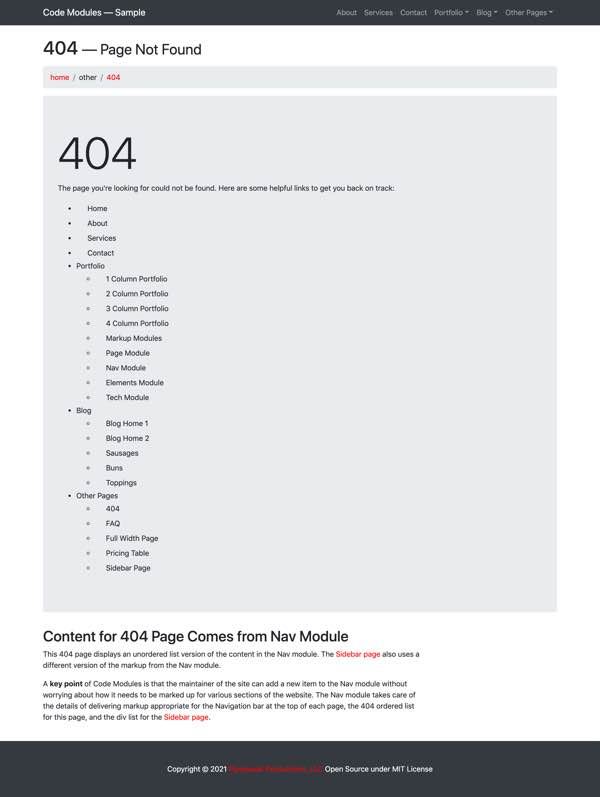 Code Modules — Sample
About Services Contact Portfolio Blog Other Pages
404 — Page Not Found
home / other / 404
404
The page you're looking for could not be found. Here are some helpful links to get you back on track:
Home
About
Services
Contact
Portfolio
1 Column Portfolio
2 Column Portfolio
3 Column Portfolio
4 Column Portfolio
Markup Modules
Page Module
Nav Module
Elements Module
Tech Module
Blog
Blog Home 1
Blog Home 2
Sausages
Buns
Toppings
Other Pages
404
FAQ
Full Width Page
Pricing Table
Sidebar Page
Content for 404 Page Comes from Nav Module
This 404 page displays an unordered list version of the content in the Nav module. The Sidebar page also uses a
different version of the markup from the Nav module.
A key point of Code Modules is that the maintainer of the site can add a new item to the Nav module without
worrying about how it needs to be marked up for various sections of the website. The Nav module takes care of
the details of delivering markup appropriate for the Navigation bar at the top of each page, the 404 ordered list
for this page, and the div list for the Sidebar page.
Copyright © 2021 LLC Open Source under MIT License